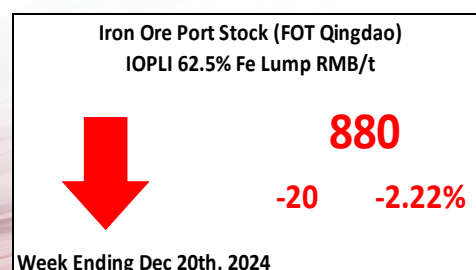 Iron Ore Port Stock (FOT Qingdao)
IOPLI 62.5% Fe Lump RMB/t
880
-20 -2.22%
Week Ending Dec 20th, 2024